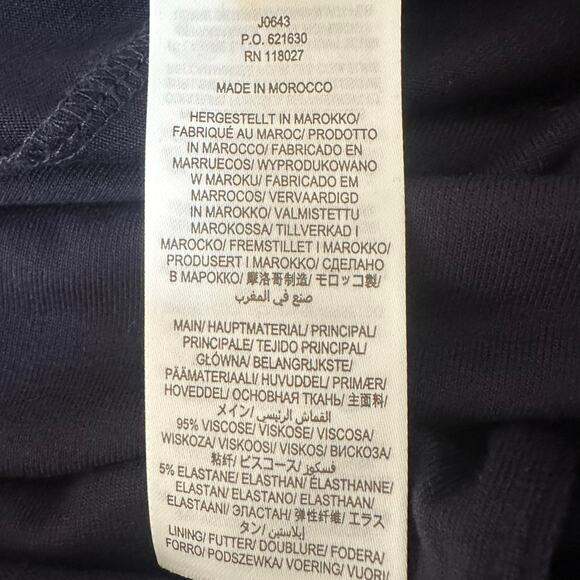 J0643
P.O. 621630
RN 118027
MADE IN MOROCCO
HERGESTELLT IN MAROKKO/
FABRIQUÉ AU MAROC/ PRODOTTO
IN MAROCCO/ FABRICADO EN
MARRUECOS/ WYPRODUKOWANO
W MAROKU/ FABRICADO EM
MARROCOS/ VERVAARDIGD
IN MAROKKO/ VALMISTETTU
MAROKOSSA/ TILLVERKAD I
MAROCKO/ FREMSTILLET I MAROKKO/
PRODUSERT I MAROKKO/ СДЕЛАНО
В МАРОККО/ 摩洛哥制造/ モロッコ製/
صنع في المغرب
MAIN/ HAUPTMATERIAL/ PRINCIPAL/
PRINCIPALE/ TEJIDO PRINCIPAL/
GŁÓWNA/ BELANGRIJKSTE/
PÄÄMATERIAALI/ HUVUDDEL/ PRIMÆR/
HOVEDDEL/ ОСНОВНАЯ ТКАНЬ/ 主面料/
メイン/ القماش الرئيسي/
95% VISCOSE/ VISKOSE/ VISCOSA/
WISKOZA/ VISKOOSI/ VISKOS/ ВИСКОЗА/
粘纤/ ビスコース/ فسكوز/
5% ELASTANE/ ELASTHAN/ ÉLASTHANNE/
ELASTAN/ ELASTANO/ ELASTHAAN/
ELASTAANI/ ЭЛАСТАН/ 弹性纤维/ エラス
タン/ إيلاستين/
LINING/ FUTTER/ DOUBLURE/ FODERA/
FORRO/ PODSZEWKA/ VOERING/ VUORI/